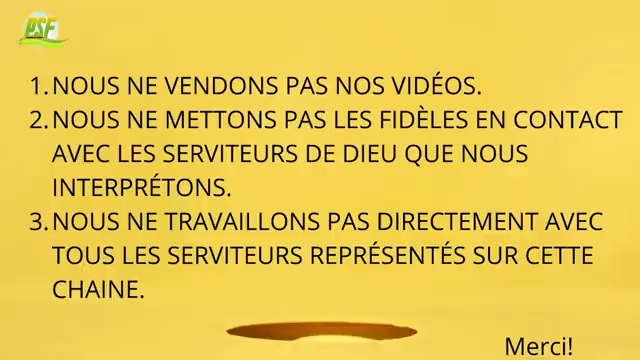 PSF
1. NOUS NE VENDONS PAS NOS VIDÉOS.
2. NOUS NE METTONS PAS LES FIDÈLES EN CONTACT
AVEC LES SERVITEURS DE DIEU QUE NOUS
INTERPRÉTONS.
3. NOUS NE TRAVAILLONS PAS DIRECTEMENT AVEC
TOUS LES SERVITEURS REPRÉSENTÉS SUR CETTE
CHAINE.
Merci!